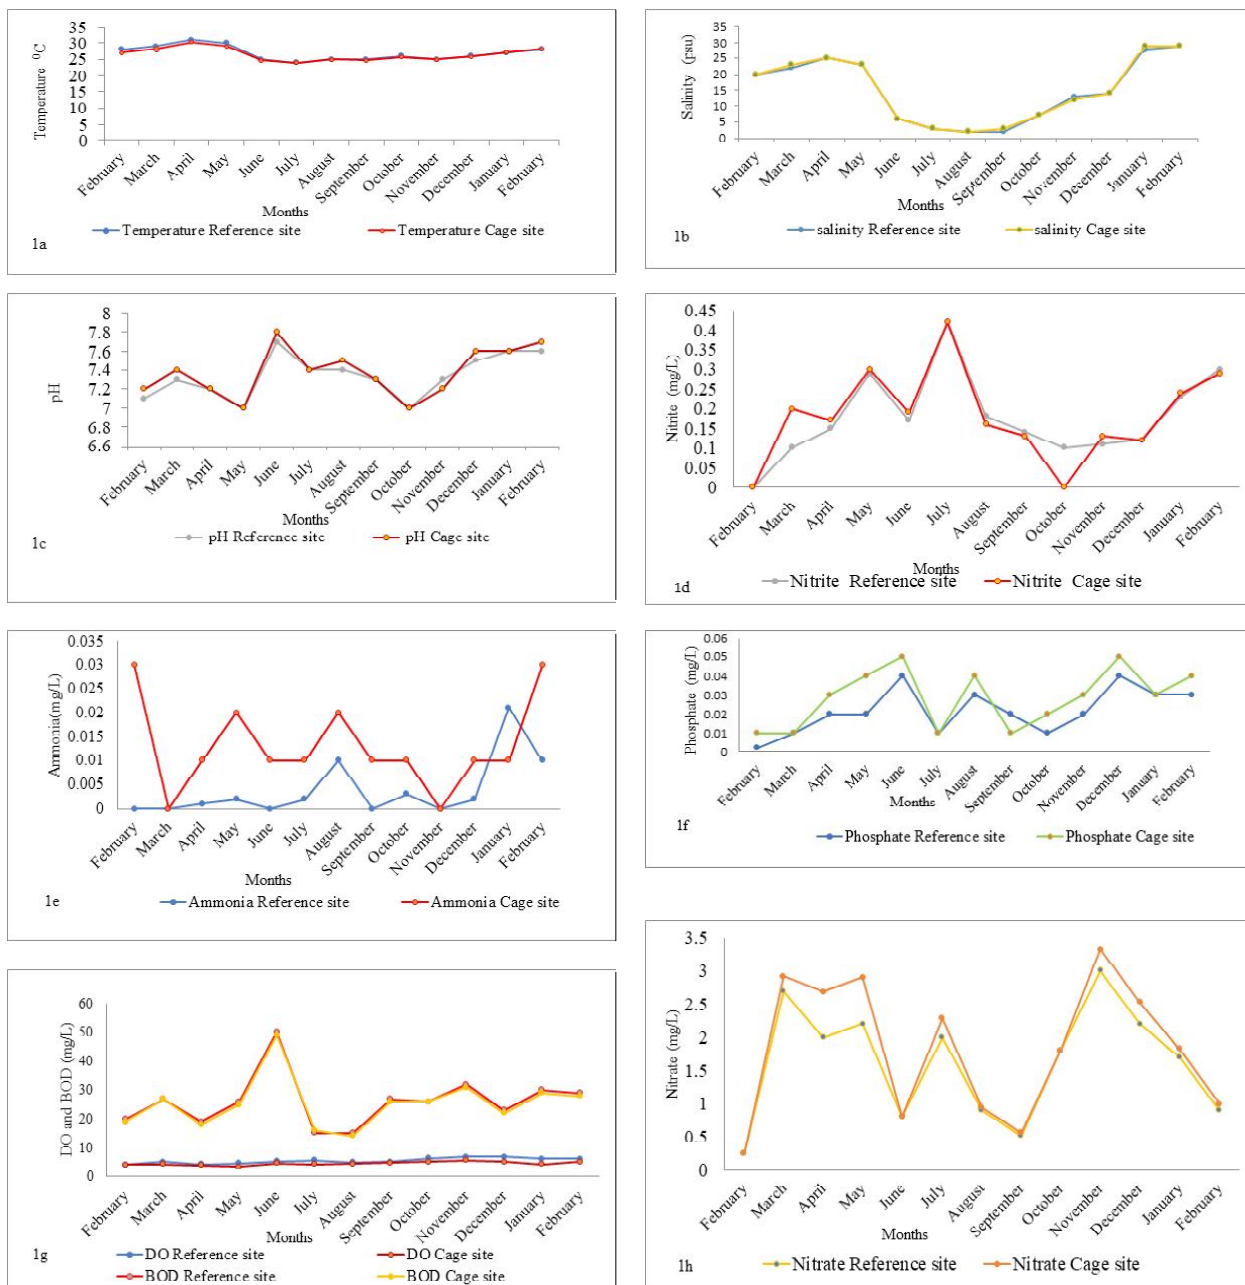 35
30
25
20
15
10
5
0
Temperature ⁰C
February
March
April
May
June
July
August
September
October
November
December
January
February
Months
Temperature Reference site
Temperature Cage site
1a
35
30
25
20
15
10
5
0
Salinity (psu)
February
March
April
May
June
July
August
September
October
November
December
January
February
Months
salinity Reference site
salinity Cage site
1b
8
7.8
7.6
7.4
7.2
7
6.8
6.6
pH
February
March
April
May
June
July
August
September
October
November
December
January
February
Months
pH Reference site
pH Cage site
1c
0.45
0.4
0.35
0.3
0.25
0.2
0.15
0.1
0.05
0
Nitrite (mg/L)
February
March
April
May
June
July
August
September
October
November
December
January
February
Months
Nitrite Reference site
Nitrite Cage site
1d
0.035
0.03
0.025
0.02
0.015
0.01
0.005
0
Ammonia(mg/L)
February
March
April
May
June
July
August
September
October
November
December
January
February
Months
Ammonia Reference site
Ammonia Cage site
1e
0.06
0.05
0.04
0.03
0.02
0.01
0
Phosphate (mg/L)
February
March
April
May
June
July
August
September
October
November
December
January
February
Months
Phosphate Reference site
Phosphate Cage site
1f
60
50
40
30
20
10
0
DO and BOD (mg/L)
February
March
April
May
June
July
August
September
October
November
December
January
February
Months
DO Reference site
DO Cage site
BOD Reference site
BOD Cage site
1g
3.5
3
2.5
2
1.5
1
0.5
0
Nitrate (mg/L)
February
March
April
May
June
July
August
September
October
November
December
January
February
Months
Nitrate Reference site
Nitrate Cage site
1h